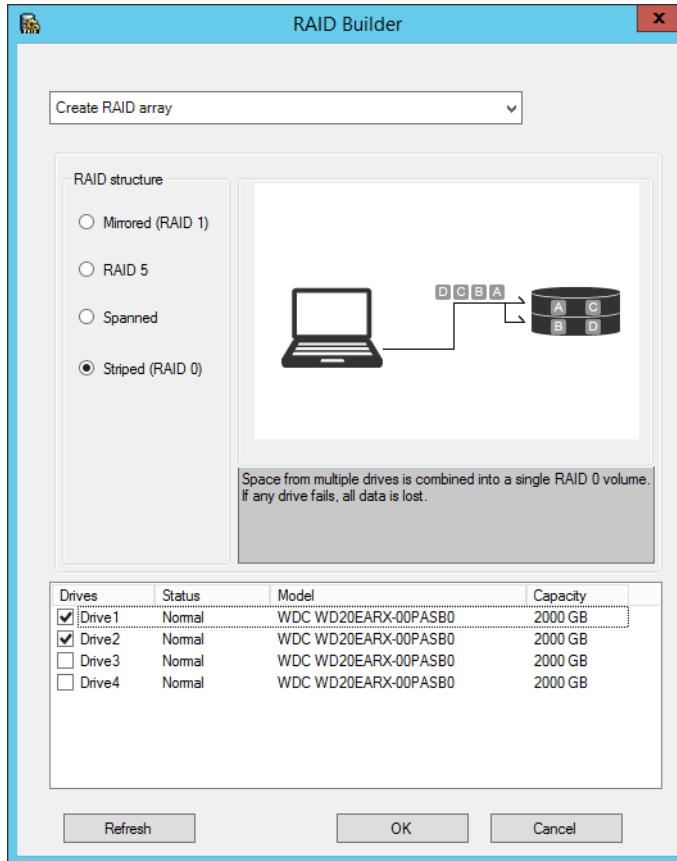 RAID Builder
x
Create RAID array
RAID structure
Mirrored (RAID 1)
RAID 5
Spanned
Striped (RAID 0)
D C B A
A C
B D
Space from multiple drives is combined into a single RAID 0 volume.
If any drive fails, all data is lost.
Drives Status Model Capacity
Drive1 Normal WDC WD20EARX-00PASB0 2000 GB
Drive2 Normal WDC WD20EARX-00PASB0 2000 GB
Drive3 Normal WDC WD20EARX-00PASB0 2000 GB
Drive4 Normal WDC WD20EARX-00PASB0 2000 GB
Refresh OK Cancel